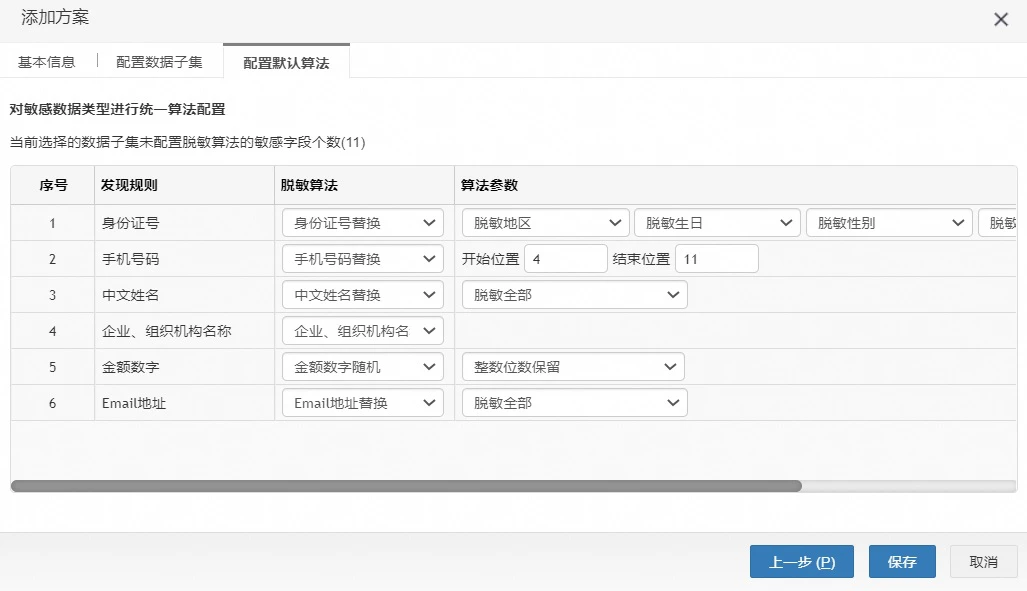 添加方案
基本信息 配置数据子集 配置默认算法
对敏感数据类型进行统一算法配置
当前选择的数据子集未配置脱敏算法的敏感字段个数(11)
序号 发现规则 脱敏算法 算法参数
1 身份证号 身份证号替换 脱敏地区 脱敏生日 脱敏性别 脱敏
2 手机号码 手机号码替换 开始位置 4 结束位置 11
3 中文姓名 中文姓名替换 脱敏全部
4 企业、组织机构名称 企业、组织机构名
5 金额数字 金额数字随机 整数位数保留
6 Email地址 Email地址替换 脱敏全部
上一步 (P) 保存 取消